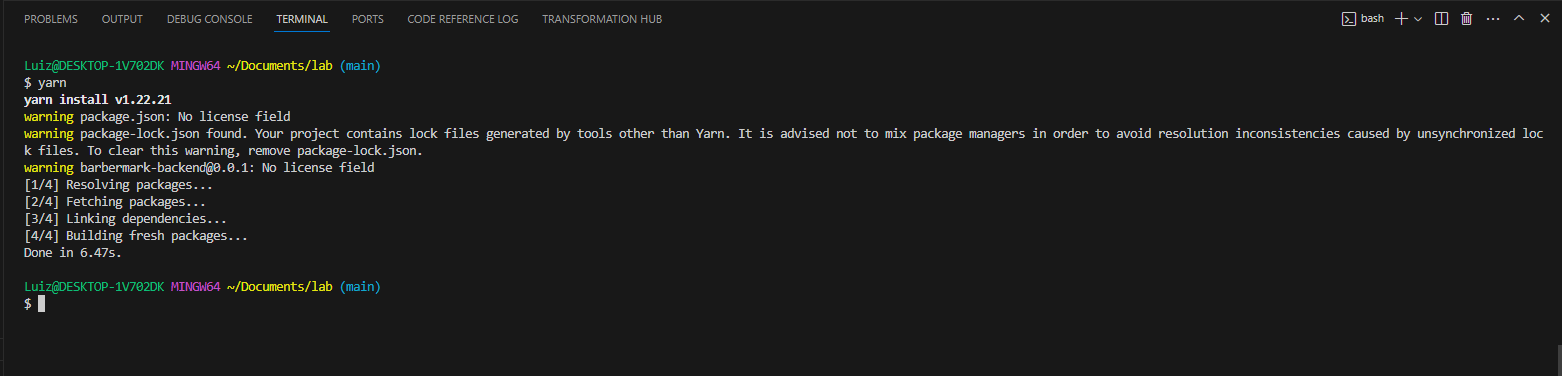 PROBLEMS OUTPUT DEBUG CONSOLE TERMINAL PORTS CODE REFERENCE LOG TRANSFORMATION HUB bash
Luiz@DESKTOP-1V702DK MINGW64 ~/Documents/lab (main)
$ yarn
yarn install v1.22.21
warning package.json: No license field
warning package-lock.json found. Your project contains lock files generated by tools other than Yarn. It is advised not to mix package managers in order to avoid resolution inconsistencies caused by unsynchronized loc
k files. To clear this warning, remove package-lock.json.
warning barbermark-backend@0.0.1: No license field
[1/4] Resolving packages...
[2/4] Fetching packages...
[3/4] Linking dependencies...
[4/4] Building fresh packages...
Done in 6.47s.
Luiz@DESKTOP-1V702DK MINGW64 ~/Documents/lab (main)
$